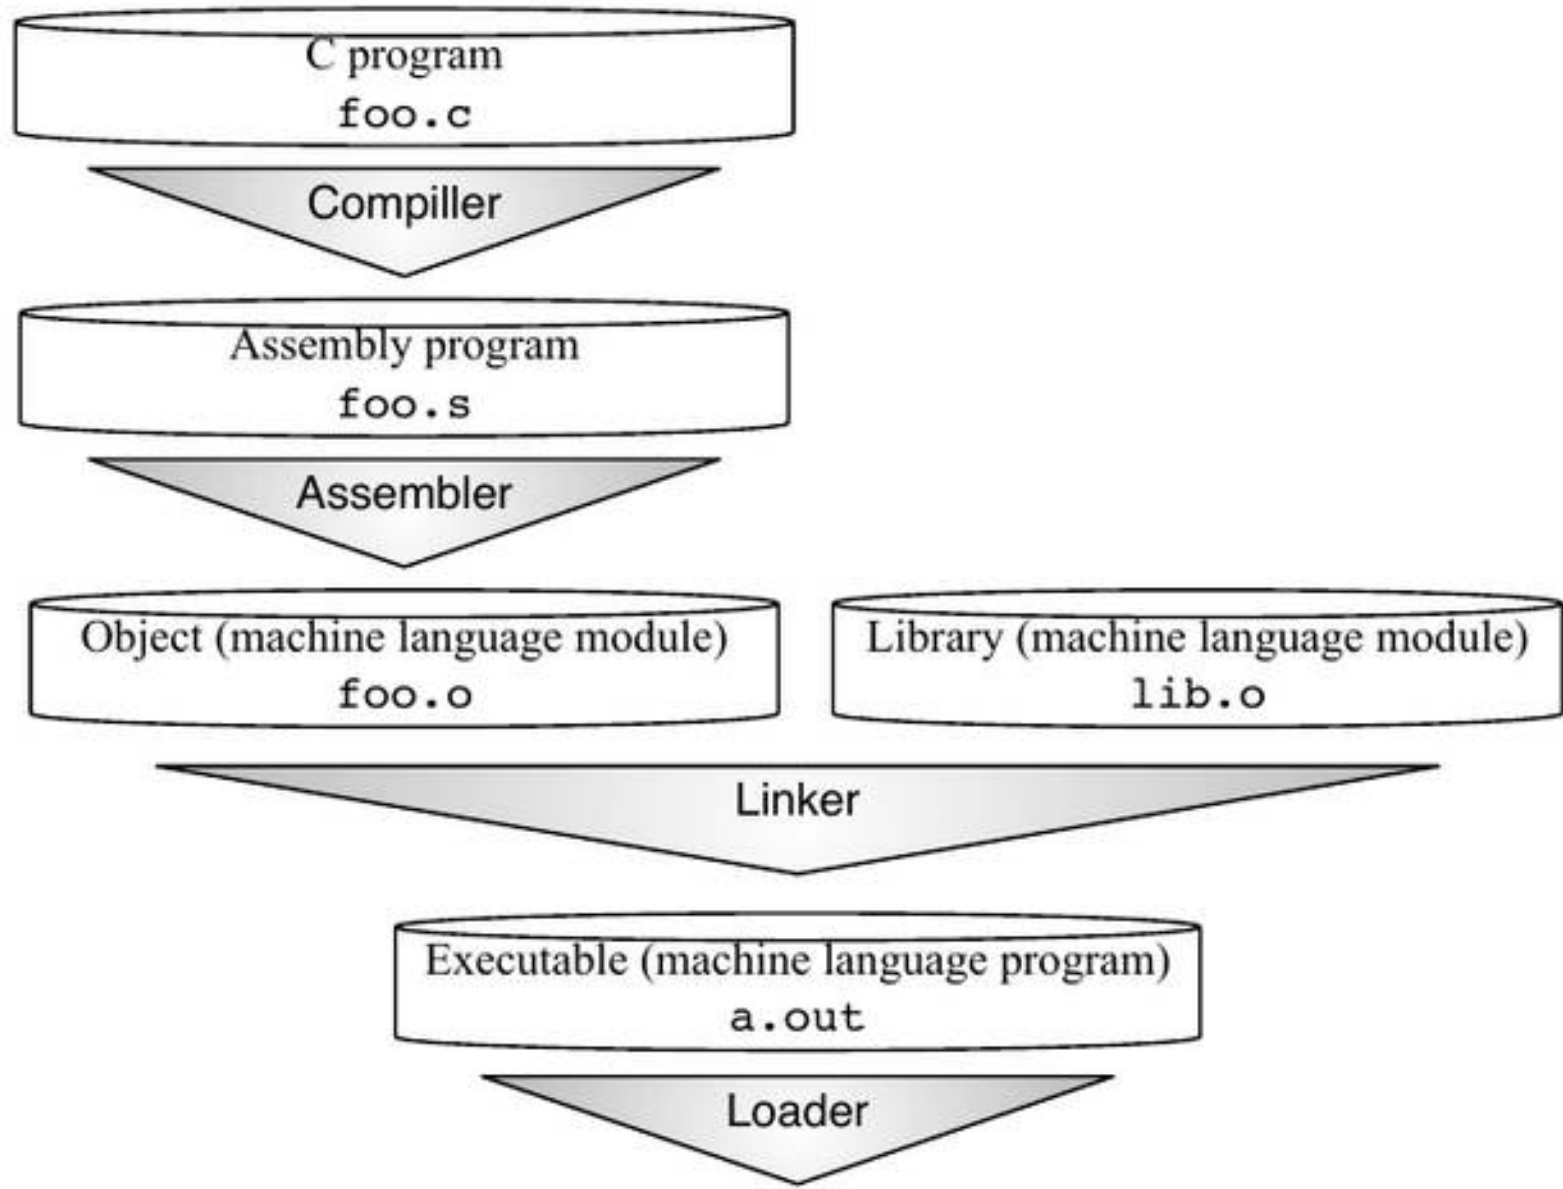 C program
foo.c
Compiller
Assembly program
foo.s
Assembler
Object (machine language module)
foo.o
Library (machine language module)
lib.o
Linker
Executable (machine language program)
a.out
Loader